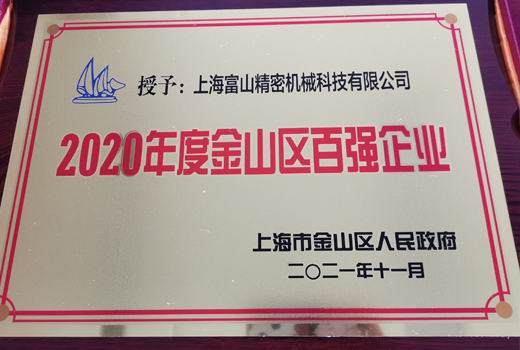 授予：上海富山精密机械科技有限公司
2020年度金山区百强企业
上海市金山区人民政府
二〇二一年十一月